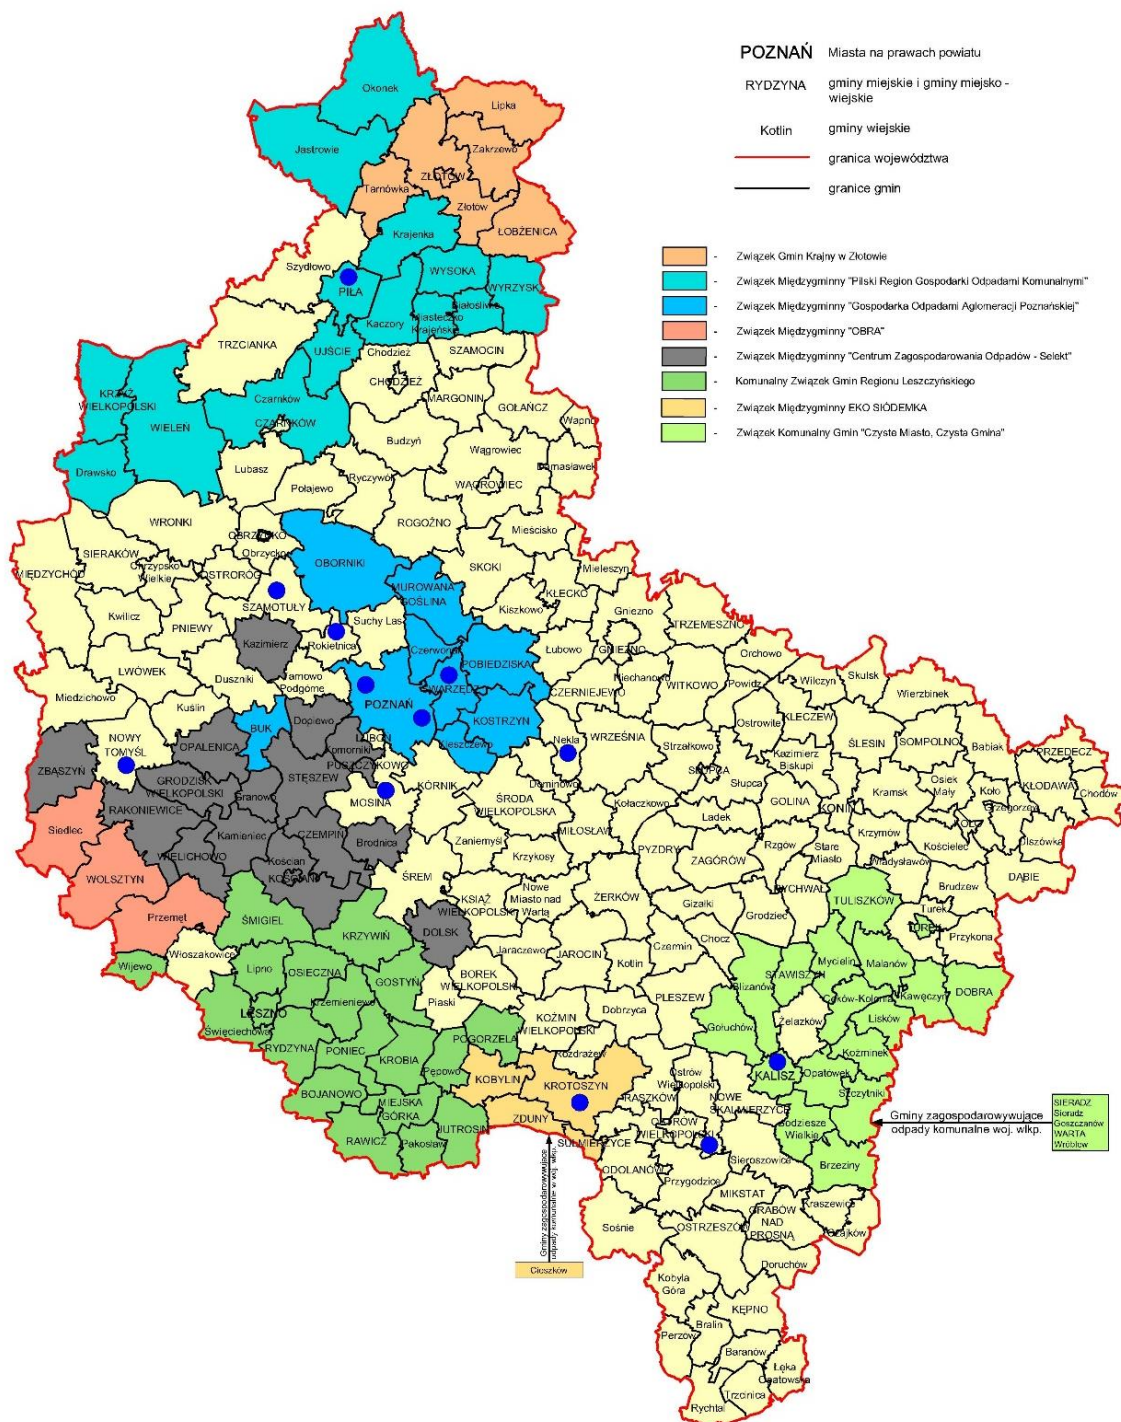 POZNAŃ Miasta na prawach powiatu
RYDZYNA gminy miejskie i gminy miejsko -
wiejskie
Kotlin gminy wiejskie
granica województwa
granice gmin
- Związek Gmin Krajny w Złotowie
- Związek Międzygminny "Pilski Region Gospodarki Odpadami Komunalnymi"
- Związek Międzygminny "Gospodarka Odpadami Aglomeracji Poznańskiej"
- Związek Międzygminny "OBRA"
- Związek Międzygminny "Centrum Zagospodarowania Odpadów - Selekt"
- Komunalny Związek Gmin Regionu Leszczyńskiego
- Związek Międzygminny EKO SIÓDEMKA
- Związek Komunalny Gmin "Czyste Miasto, Czysta Gmina"
Okonek
Lipka
Jastrowie
Zakrzewo
ZŁOTÓW
Tarnówka
Złotów
ŁOBŻENICA
Krajenka
Szydłowo
WYSOKA
WYRZYSK
PIŁA
Białośliwie
Kaczory
Miasteczko
Krajeńskie
TRZCIANKA
UJŚCIE
Chodzież
SZAMOCIN
CHODZIEŻ
MARGONIN
GOŁAŃCZ
Wapno
KRZYŻ
WIELKOPOLSKI
WIELEŃ
Czarnków
CZARNKÓW
Budzyń
Wągrowiec
Damasławek
Drawsko
Lubasz
Połajewo
Ryczywół
WĄGROWIEC
WRONKI
ROGOŹNO
Mieścisko
OBRZYCKO
Obrzycko
SIERAKÓW
MIĘDZYCHÓD
Chrzypsko
Wielkie
OSTRORÓG
OBORNIKI
MUROWANA
GOŚLINA
SKOKI
Mieleszyn
KŁECKO
Kwilicz
PNIEWY
SZAMOTUŁY
Suchy Las
Kiszkowo
Gniezno
TRZEMESZNO
Kazimierz
Rokietnica
Czerwonak
POBIEDZISKA
Łubowo
GNIEZNO
Orchowo
LWÓWEK
Duszniki
Tarnowo
Podgórne
SWARZĘDZ
Niechanowo
WITKOWO
Powidz
Wilczyn
Skulsk
Wierzbinek
Miedzichowo
Kuślin
BUK
Dopiewo
POZNAŃ
KOSTRZYN
CZERNIEJEWO
Ostrowite
KLECZEW
NOWY
TOMYŚL
OPALENICA
LUBOŃ
Komorniki
Kleszczewo
Nekla
WRZEŚNIA
Strzałkowo
Kazimierz
Biskupi
ŚLESIN
SOMPOLNO
Babiak
PRZEDECZ
ZBĄSZYŃ
GRODZISK
WIELKOPOLSKI
STĘSZEW
PUSZCZYKOWO
KÓRNIK
Dominowo
SŁUPCA
Słupca
Osiek
Mały
Koło
KŁODAWA
Chodów
RAKONIEWICE
Granowo
MOSINA
ŚRODA
WIELKOPOLSKA
Kołaczkowo
Lądek
GOLINA
KONIN
Kramsk
Grzegorzew
Siedlec
Kamieniec
CZEMPIŃ
Brodnica
Zaniemyśl
MIŁOSŁAW
PYZDRY
ZAGÓRÓW
Rzgów
Stare
Miasto
Krzymów
Kościelec
Olszówka
WIELICHOWO
Kościan
KOŚCIAN
Krzykosy
Władysławów
DĄBIE
WOLSZTYN
ŚREM
KSIĄŻ
WIELKOPOLSKI
Nowe
Miasto nad
Wartą
ŻERKÓW
Gizałki
Grodziec
RYCHWAŁ
TULISZKÓW
Brudzew
Przemęt
ŚMIGIEL
DOLSK
Turek
TUREK
Przykona
KRZYWIŃ
Jaraczewo
JAROCIN
Czermin
Chocz
Włoszakowice
Wijewo
Lipno
OSIECZNA
GOSTYŃ
BOREK
WIELKOPOLSKI
Kotlin
STAWISZYN
Mycielin
Malanów
Krzemieniewo
Piaski
PLESZEW
Blizanów
Ceków-Kolonia
Kawęczyn
DOBRA
LESZNO
Święciechowa
KOŹMIN
WIELKOPOLSKI
Dobrzyca
Gołuchów
Żelazków
Lisków
RYDZYNA
PONIEC
KROBIA
POGORZELA
Rozdrażew
Koźminek
Pępowo
KOBYLIN
KROTOSZYN
Ostrów
Wielkopolski
KALISZ
Opatówek
BOJANOWO
MIEJSKA
GÓRKA
RASZKÓW
NOWE
SKALMIERZYCE
Szczytniki
ZDUNY
JUTROSIN
OSTRÓW
WIELKOPOLSKI
Godziesze
Wielkie
RAWICZ
Pakosław
SULMIERZYCE
Sieroszowice
Brzeziny
ODOLANÓW
Przygodzice
MIKSTAT
Kraszewice
GRABÓW
NAD
PROSNĄ
Czajków
Sośnie
OSTRZESZÓW
Doruchów
Kobyla
Góra
KĘPNO
Bralin
Perzów
Baranów
Łęka
Opatowska
Trzcinica
Rychtal
Gminy zagospodarowywujące
odpady komunalne woj. wlkp.
SIERADZ
Sieradz
Goszczanów
WARTA
Wróblew
Gminy zagospodarowywujące
odpady komunalne w woj. wlkp.
Cieszków